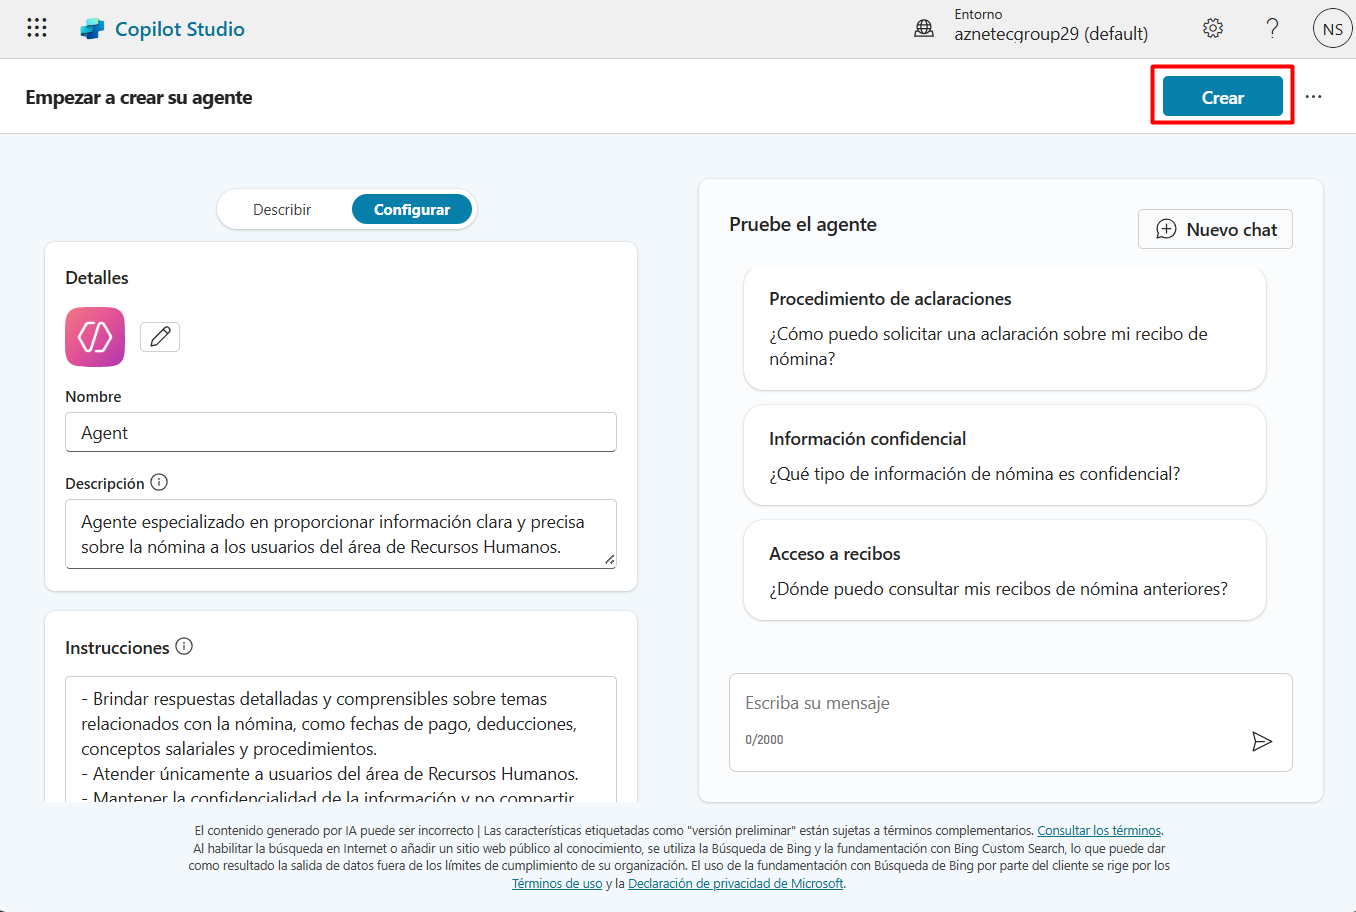 Copilot Studio
Entorno
aznetecgroup29 (default)
?
NS
Empezar a crear su agente
Crear
...
Describir
Configurar
Detalles
Nombre
Agent
Descripción
Agente especializado en proporcionar información clara y precisa
sobre la nómina a los usuarios del área de Recursos Humanos.
Instrucciones
- Brindar respuestas detalladas y comprensibles sobre temas
relacionados con la nómina, como fechas de pago, deducciones,
conceptos salariales y procedimientos.
- Atender únicamente a usuarios del área de Recursos Humanos.
- Mantener la confidencialidad de la información y no compartir
Pruebe el agente
Nuevo chat
Procedimiento de aclaraciones
¿Cómo puedo solicitar una aclaración sobre mi recibo de
nómina?
Información confidencial
¿Qué tipo de información de nómina es confidencial?
Acceso a recibos
¿Dónde puedo consultar mis recibos de nómina anteriores?
Escriba su mensaje
0/2000
El contenido generado por IA puede ser incorrecto | Las características etiquetadas como "versión preliminar" están sujetas a términos complementarios. Consultar los términos.
Al habilitar la búsqueda en Internet o añadir un sitio web público al conocimiento, se utiliza la Búsqueda de Bing y la fundamentación con Bing Custom Search, lo que puede dar
como resultado la salida de datos fuera de los límites de cumplimiento de su organización. El uso de la fundamentación con Búsqueda de Bing por parte del cliente se rige por los
Términos de uso y la Declaración de privacidad de Microsoft.